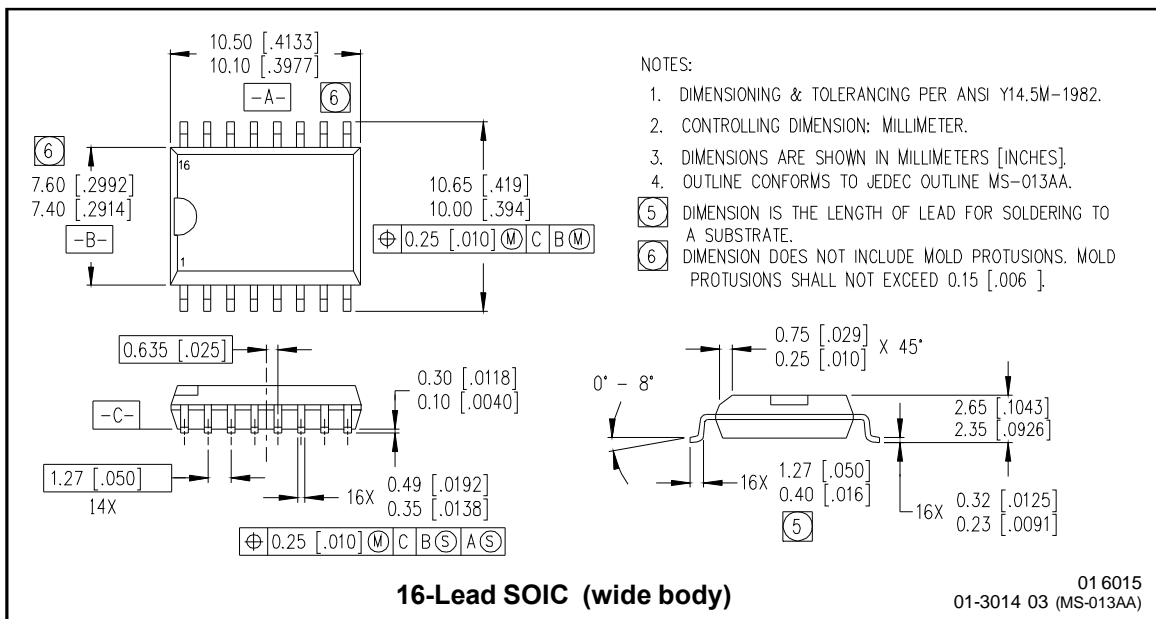 10.50 [.4133]
10.10 [.3977]
-A-
6
6
7.60 [.2992]
7.40 [.2914]
-B-
16
1
10.65 [.419]
10.00 [.394]
⌖ 0.25 [.010] Ⓜ C B Ⓜ
NOTES:
1. DIMENSIONING & TOLERANCING PER ANSI Y14.5M-1982.
2. CONTROLLING DIMENSION: MILLIMETER.
3. DIMENSIONS ARE SHOWN IN MILLIMETERS [INCHES].
4. OUTLINE CONFORMS TO JEDEC OUTLINE MS-013AA.
5 DIMENSION IS THE LENGTH OF LEAD FOR SOLDERING TO
A SUBSTRATE.
6 DIMENSION DOES NOT INCLUDE MOLD PROTUSIONS. MOLD
PROTUSIONS SHALL NOT EXCEED 0.15 [.006 ].
0.635 [.025]
-C-
0.30 [.0118]
0.10 [.0040]
1.27 [.050]
14X
16X 0.49 [.0192]
0.35 [.0138]
⌖ 0.25 [.010] Ⓜ C B Ⓢ A Ⓢ
0.75 [.029]
0.25 [.010] X 45°
0° - 8°
2.65 [.1043]
2.35 [.0926]
16X 1.27 [.050]
0.40 [.016]
5
16X 0.32 [.0125]
0.23 [.0091]
16-Lead SOIC (wide body)
01 6015
01-3014 03 (MS-013AA)